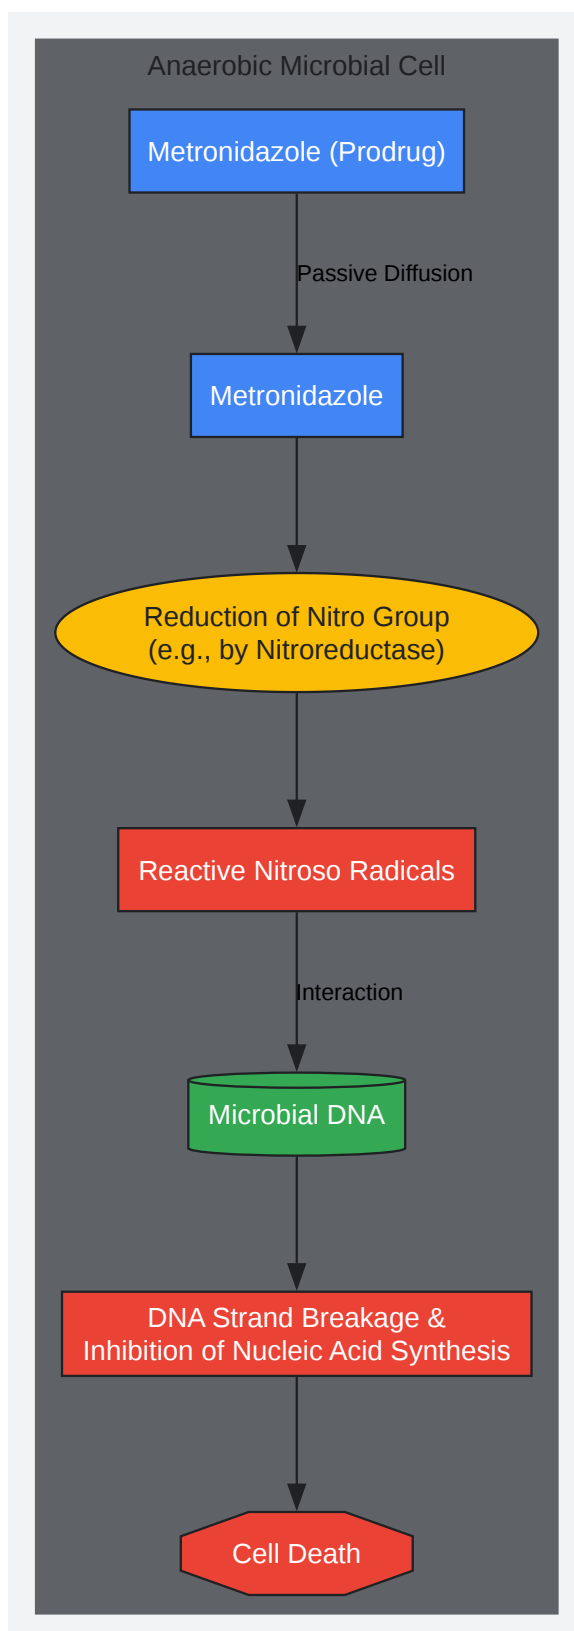 Anaerobic Microbial Cell
Metronidazole (Prodrug)
Passive Diffusion
Metronidazole
Reduction of Nitro Group
(e.g., by Nitroreductase)
Reactive Nitroso Radicals
Interaction
Microbial DNA
DNA Strand Breakage &
Inhibition of Nucleic Acid Synthesis
Cell Death